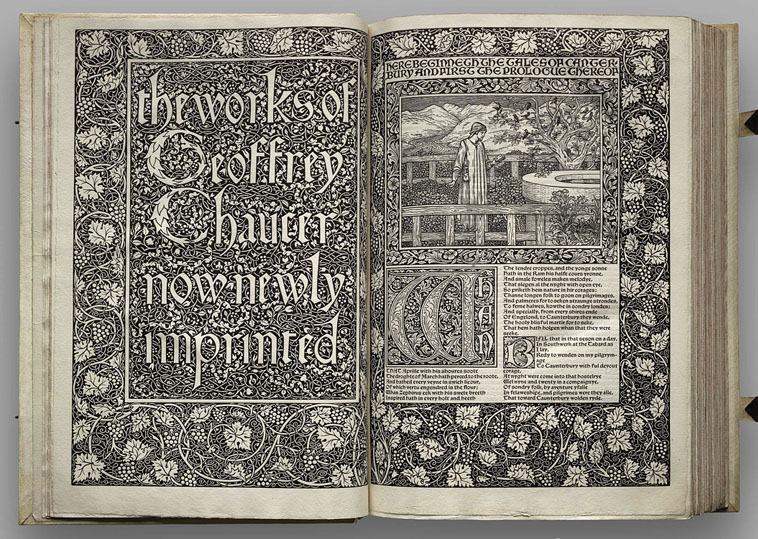 the works of
Geoffrey
Chaucer
now newly
imprinted
HERE BEGINNETH THE TALES OF CANTER
BURY AND FIRST THE PROLOGUE THEREOF
WHAN
THAT Aprille with his shoures soote
The droghte of March hath perced to the roote,
And bathed every veyne in swich licour,
Of which vertu engendred is the flour;
Whan Zephirus eek with his swete breeth
Inspired hath in every holt and heeth
The tendre croppes, and the yonge sonne
Hath in the Ram his halfe cours yronne,
And smale foweles maken melodye,
That slepen al the nyght with open eye,
So priketh hem nature in hir corages;
Thanne longen folk to goon on pilgrimages,
And palmeres for to seken straunge strondes,
To ferne halwes, kowthe in sondry londes;
And specially, from every shires ende
Of Engelond, to Caunterbury they wende,
The hooly blisful martir for to seke,
That hem hath holpen whan that they were
seeke.
BIFIL that in that seson on a day,
In Southwerk at the Tabard as
I lay,
Redy to wenden on my pilgrym-
age
To Caunterbury with ful devout
corage,
At nyght were come into that hostelrye
Wel nyne and twenty in a compaignye,
Of sondry folk, by aventure yfalle
In felaweshipe, and pilgrimes were they alle,
That toward Caunterbury wolden ryde.